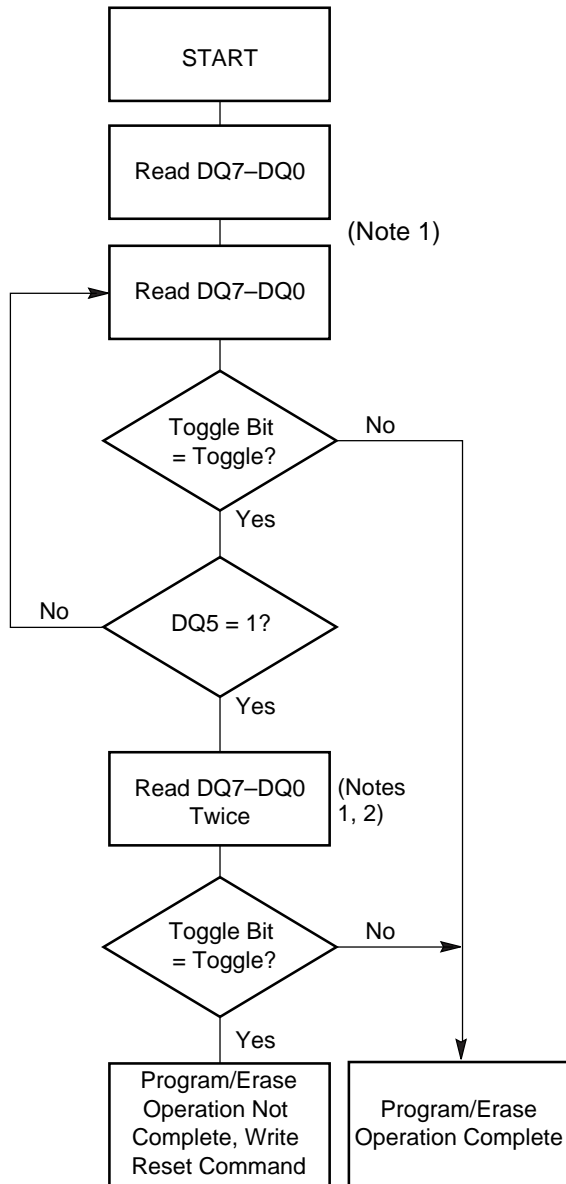 START
Read DQ7–DQ0
(Note 1)
Read DQ7–DQ0
Toggle Bit
= Toggle?
No
Yes
No
DQ5 = 1?
Yes
Read DQ7–DQ0
Twice
(Notes
1, 2)
Toggle Bit
= Toggle?
No
Yes
Program/Erase
Operation Not
Complete, Write
Reset Command
Program/Erase
Operation Complete